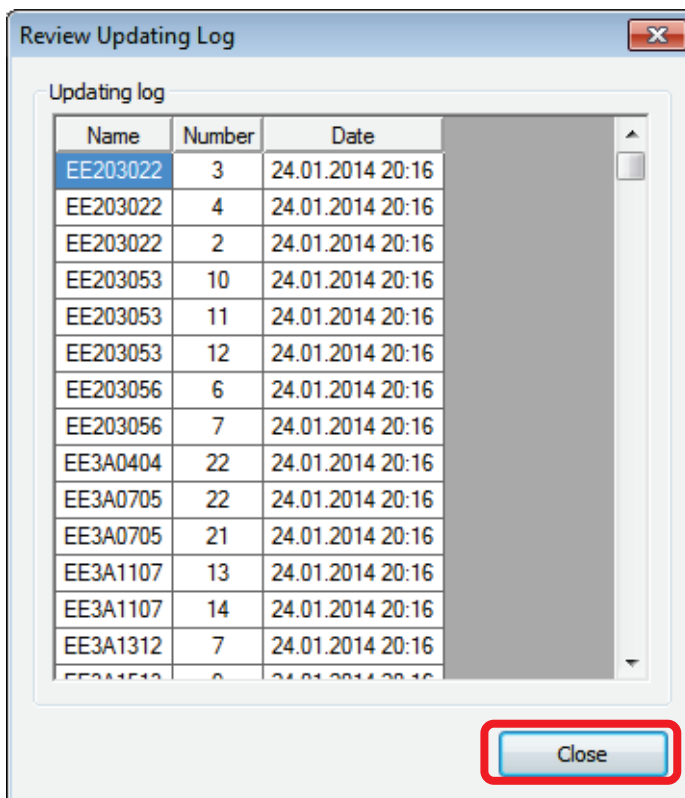 Review Updating Log
Updating log
Name Number Date
EE203022 3 24.01.2014 20:16
EE203022 4 24.01.2014 20:16
EE203022 2 24.01.2014 20:16
EE203053 10 24.01.2014 20:16
EE203053 11 24.01.2014 20:16
EE203053 12 24.01.2014 20:16
EE203056 6 24.01.2014 20:16
EE203056 7 24.01.2014 20:16
EE3A0404 22 24.01.2014 20:16
EE3A0705 22 24.01.2014 20:16
EE3A0705 21 24.01.2014 20:16
EE3A1107 13 24.01.2014 20:16
EE3A1107 14 24.01.2014 20:16
EE3A1312 7 24.01.2014 20:16
24.01.2014 20:16
Close